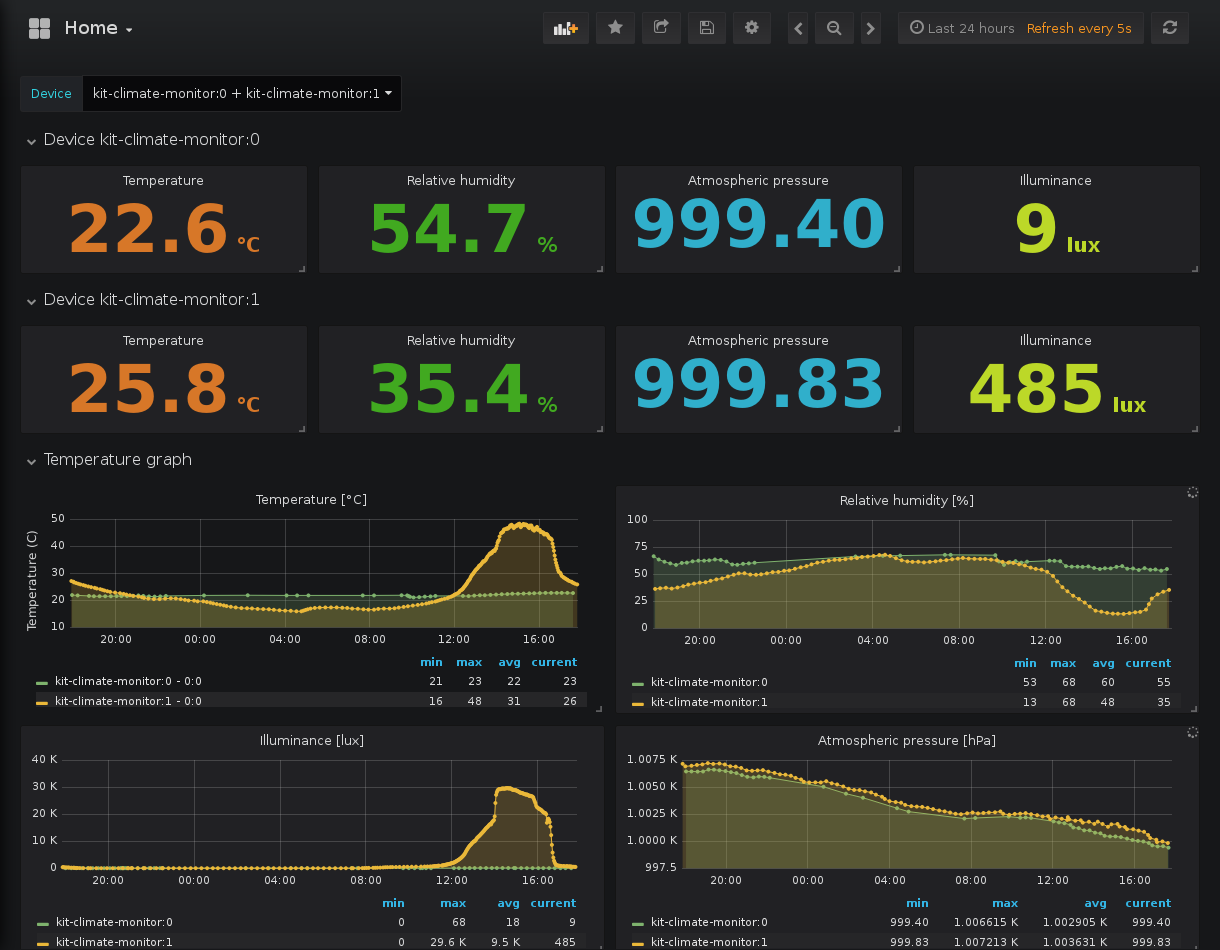 Home
Last 24 hours Refresh every 5s
Device kit-climate-monitor:0 + kit-climate-monitor:1
Device kit-climate-monitor:0
Temperature Relative humidity Atmospheric pressure Illuminance
22.6 °C 54.7 % 999.40 9 lux
Device kit-climate-monitor:1
Temperature Relative humidity Atmospheric pressure Illuminance
25.8 °C 35.4 % 999.83 485 lux
Temperature graph
Temperature [°C]
Temperature (C)
50
40
30
20
10
20:00 00:00 04:00 08:00 12:00 16:00
min max avg current
kit-climate-monitor:0 - 0:0 21 23 22 23
kit-climate-monitor:1 - 0:0 16 48 31 26
Relative humidity [%]
100
75
50
25
0
20:00 00:00 04:00 08:00 12:00 16:00
min max avg current
kit-climate-monitor:0 53 68 60 55
kit-climate-monitor:1 13 68 48 35
Illuminance [lux]
40 K
30 K
20 K
10 K
0
20:00 00:00 04:00 08:00 12:00 16:00
min max avg current
kit-climate-monitor:0 0 68 18 9
kit-climate-monitor:1 0 29.6 K 9.5 K 485
Atmospheric pressure [hPa]
1.0075 K
1.0050 K
1.0025 K
1.0000 K
997.5
20:00 00:00 04:00 08:00 12:00 16:00
min max avg current
kit-climate-monitor:0 999.40 1.006615 K 1.002905 K 999.40
kit-climate-monitor:1 999.83 1.007213 K 1.003631 K 999.83